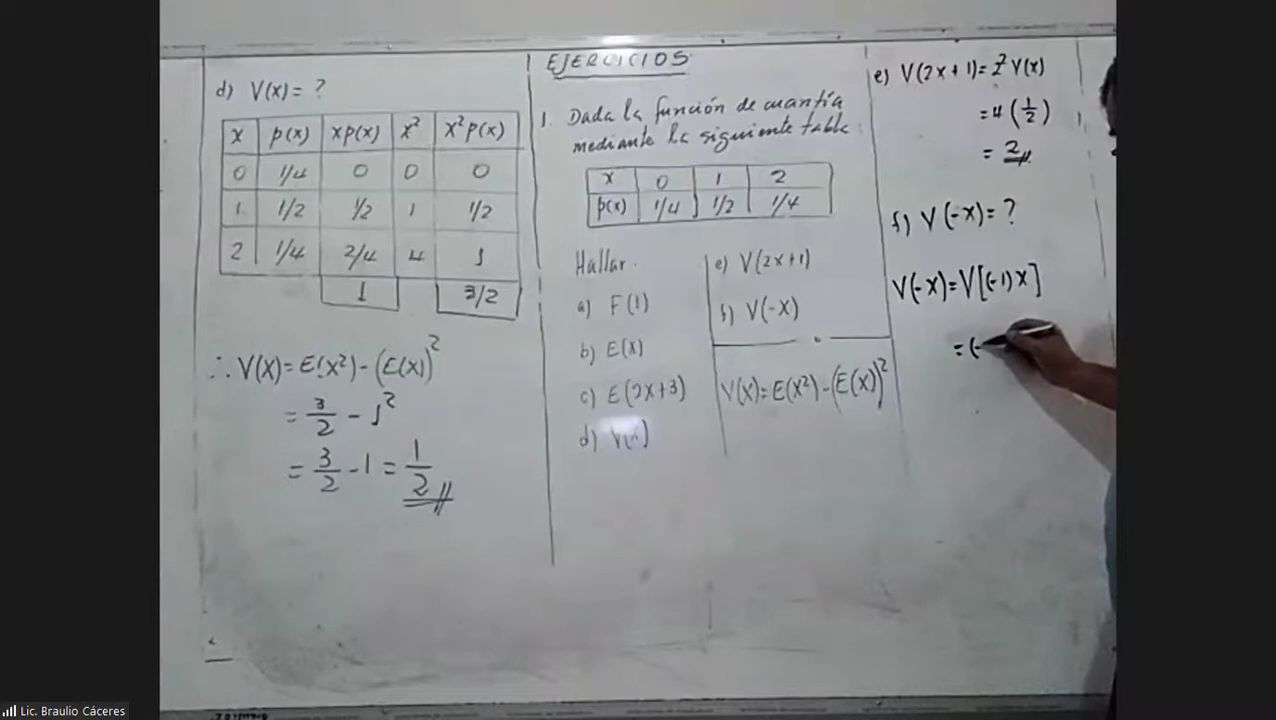 d) V(x) = ?
x p(x) xp(x) x² x²p(x)
0 1/4 0 0 0
1 1/2 1/2 1 1/2
2 1/4 2/4 4 1
1 3/2
∴ V(x) = E(x²) - (E(x))²
= 3/2 - 1²
= 3/2 - 1 = 1/2
EJERCICIOS
1. Dada la función de cuantía
mediante la siguiente tabla:
x 0 1 2
p(x) 1/4 1/2 1/4
Hallar.
a) F(1)
b) E(x)
c) E(2x+3)
d) V(x)
e) V(2x+1)
f) V(-x)
V(x) = E(x²) - (E(x))²
e) V(2x+1) = 2² V(x)
= 4 (1/2)
= 2
f) V(-x) = ?
V(-x) = V[(-1)x]
= (-
Lic. Braulio Cáceres